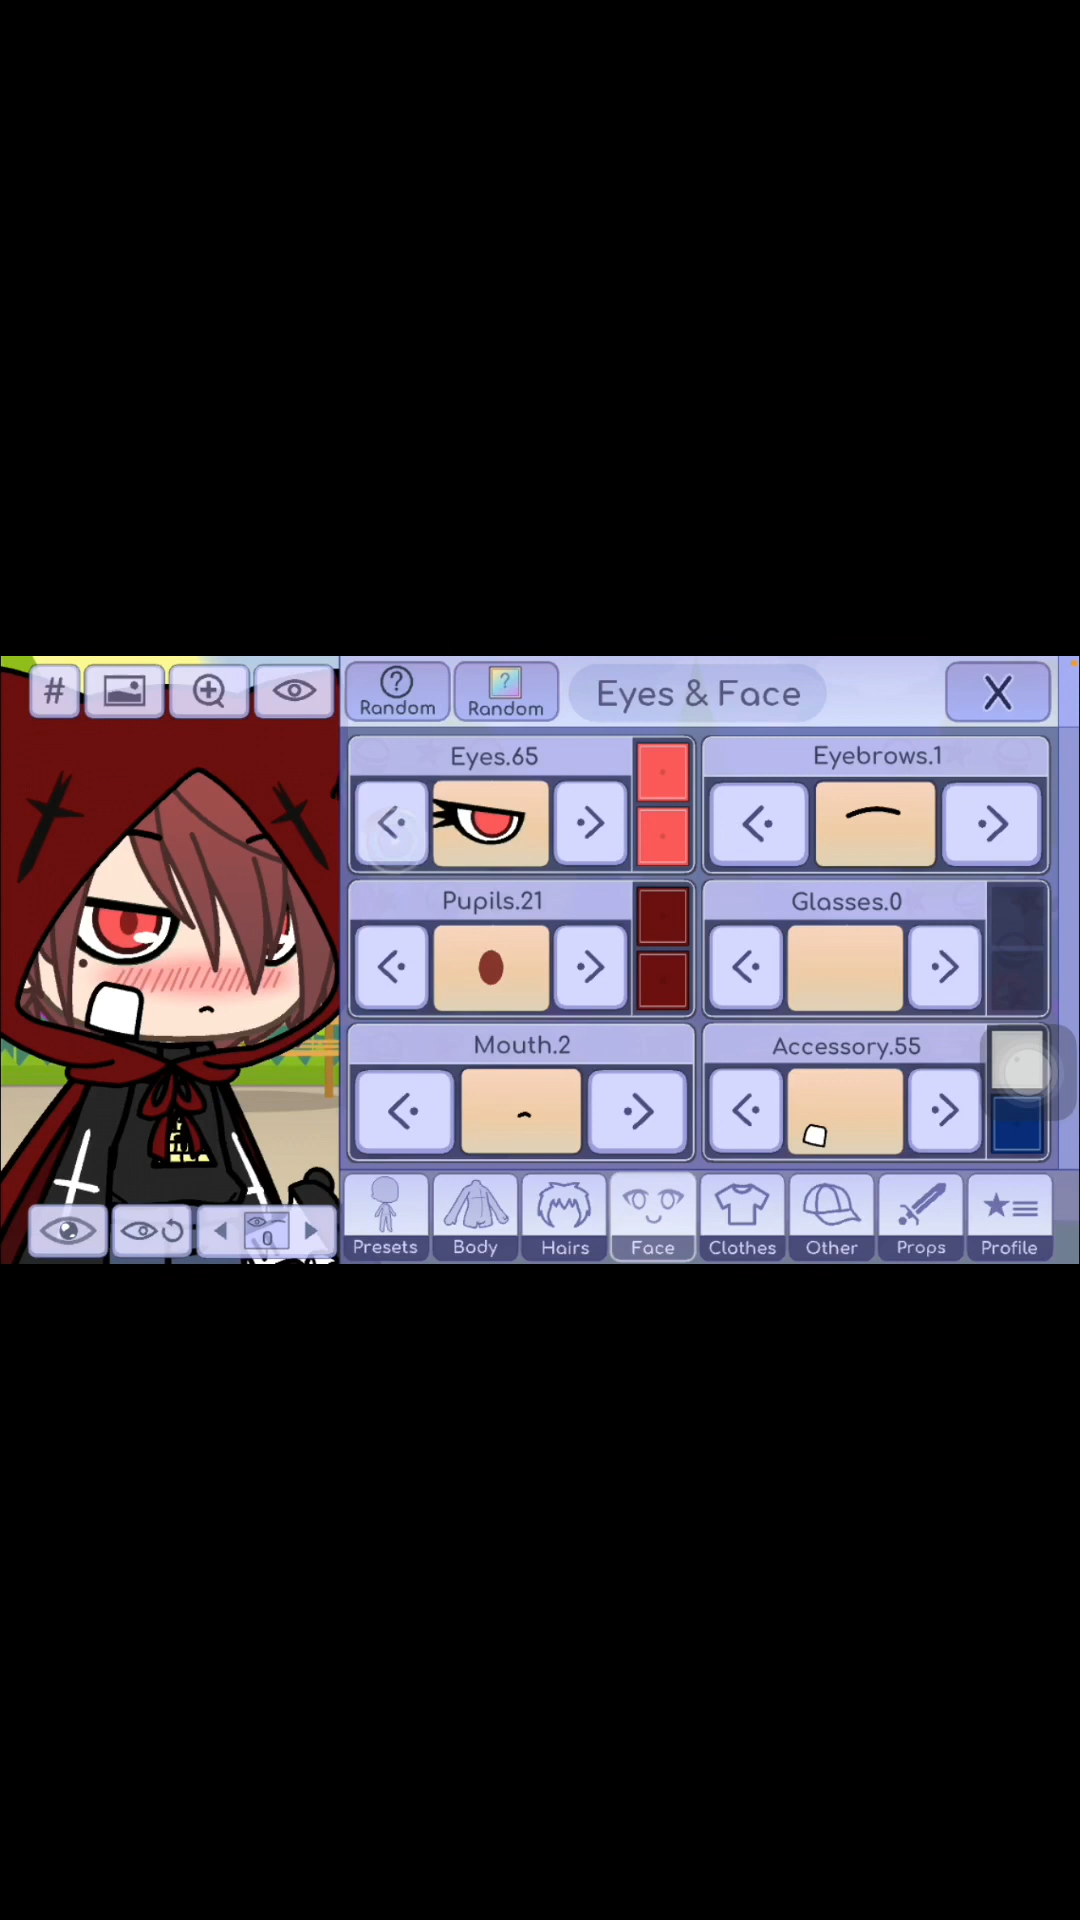 #
? Random
? Random
Eyes & Face
X
Eyes.65
Eyebrows.1
Pupils.21
Glasses.0
Mouth.2
Accessory.55
0
Presets
Body
Hairs
Face
Clothes
Other
Props
Profile